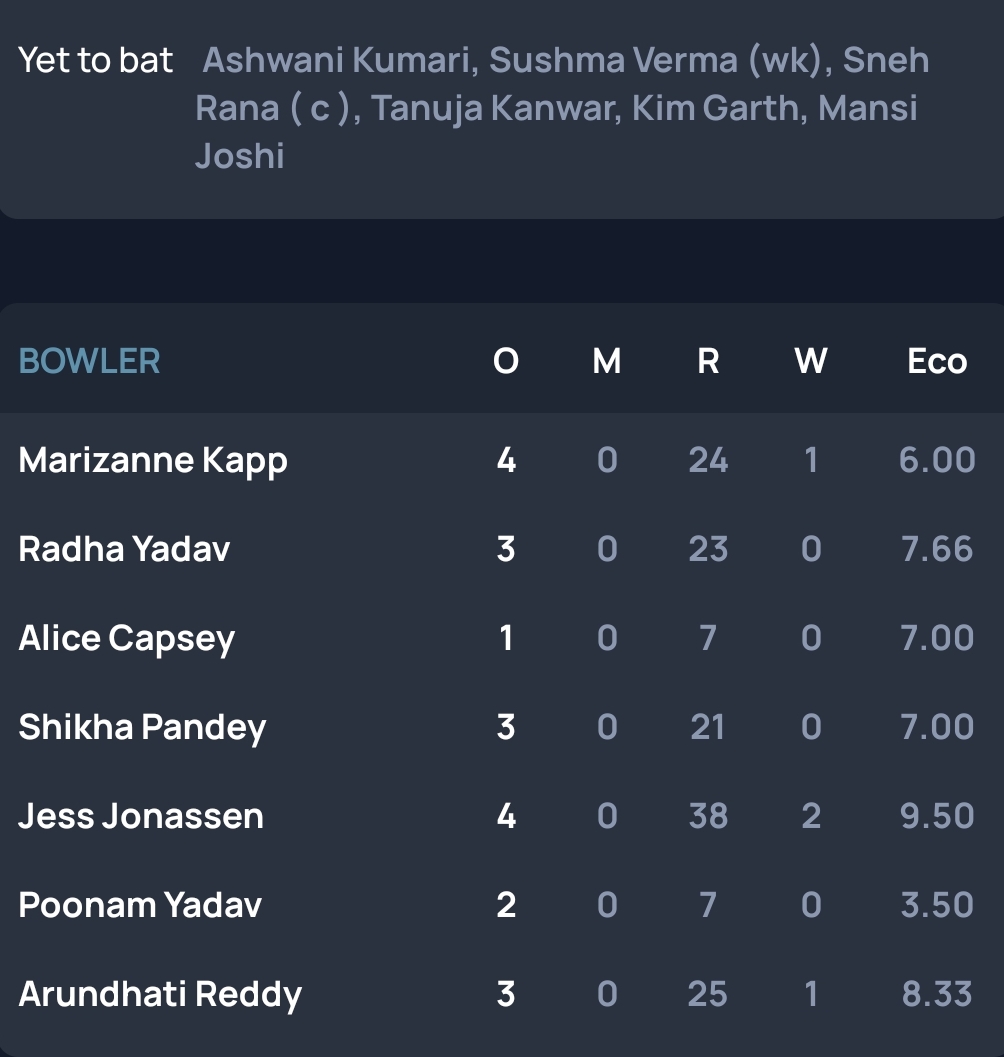 Yet to bat Ashwani Kumari, Sushma Verma (wk), Sneh
Rana ( c ), Tanuja Kanwar, Kim Garth, Mansi
Joshi
BOWLER O M R W Eco
Marizanne Kapp 4 0 24 1 6.00
Radha Yadav 3 0 23 0 7.66
Alice Capsey 1 0 7 0 7.00
Shikha Pandey 3 0 21 0 7.00
Jess Jonassen 4 0 38 2 9.50
Poonam Yadav 2 0 7 0 3.50
Arundhati Reddy 3 0 25 1 8.33